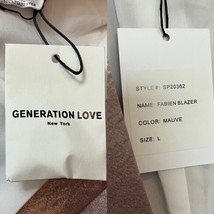 GENERATION LOVE
New York
STYLE#: SP20362
NAME: FABIEN BLAZER
COLOR: MAUVE
SIZE: L